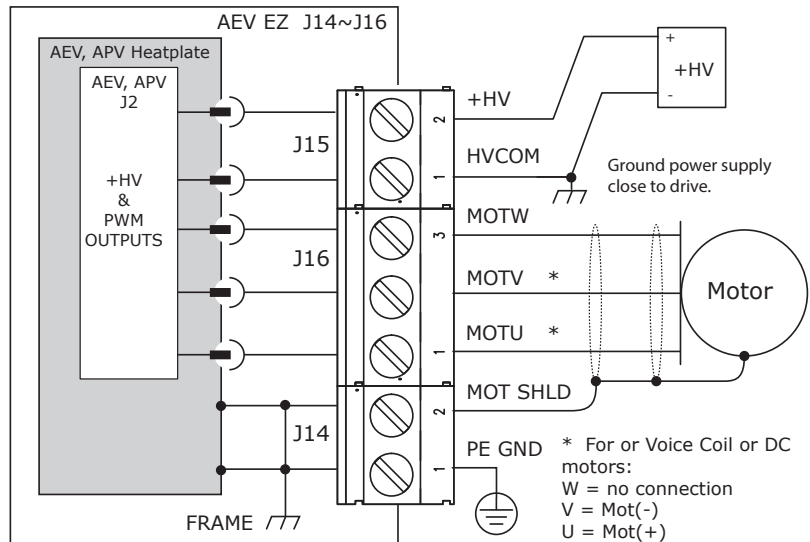 AEV EZ J14~J16
AEV, APV Heatplate
AEV, APV
J2
+HV
&
PWM
OUTPUTS
J15
J16
J14
FRAME
2
1
3
1
2
1
+HV
HVCOM
MOTW
MOTV *
MOTU *
MOT SHLD
PE GND
+
+HV
-
Ground power supply
close to drive.
Motor
* For or Voice Coil or DC
motors:
W = no connection
V = Mot(-)
U = Mot(+)